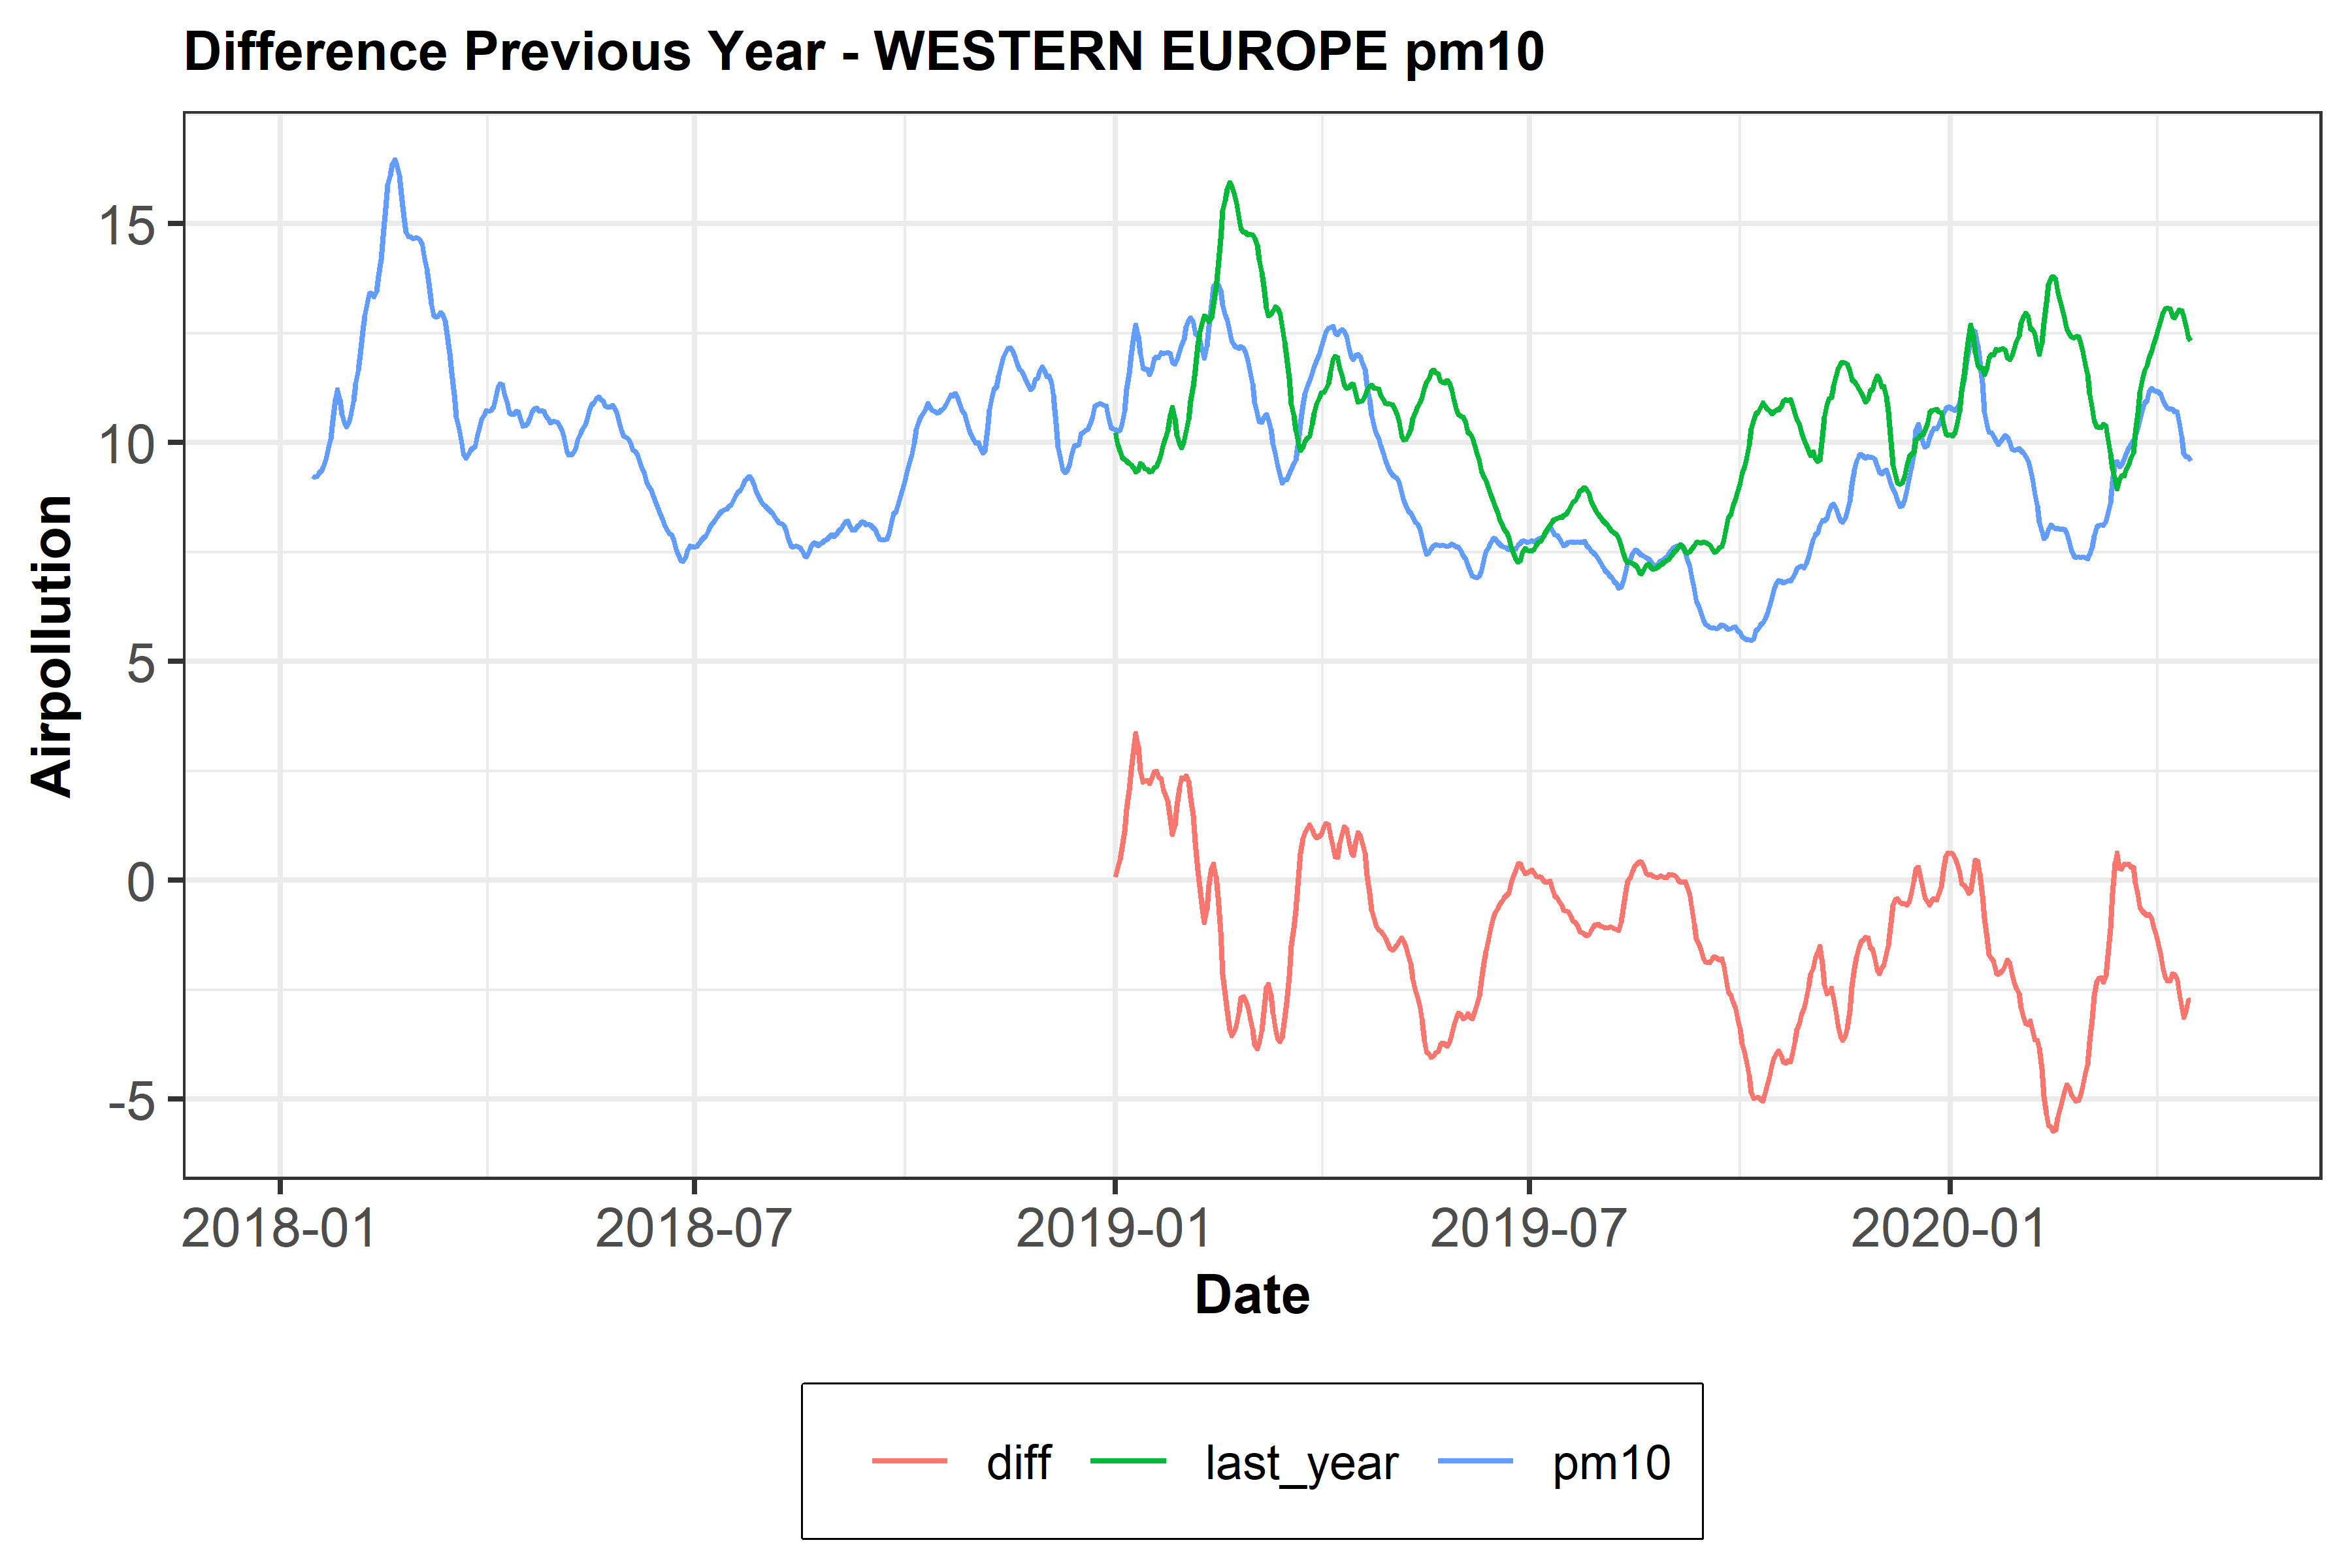 Difference Previous Year - WESTERN EUROPE pm10
Airpollution
15
10
5
0
-5
2018-01 2018-07 2019-01 2019-07 2020-01
Date
diff last_year pm10